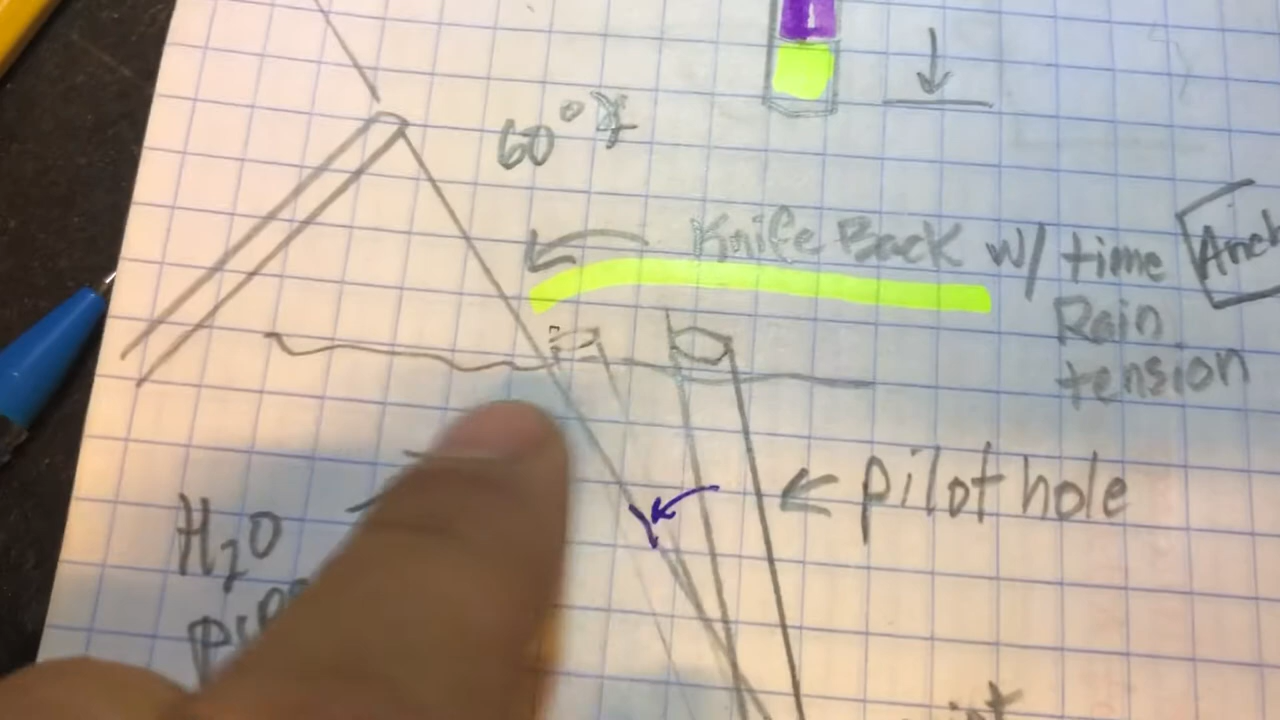 60°
Knife Back w/ time
Rain
tension
pilot hole
H₂O